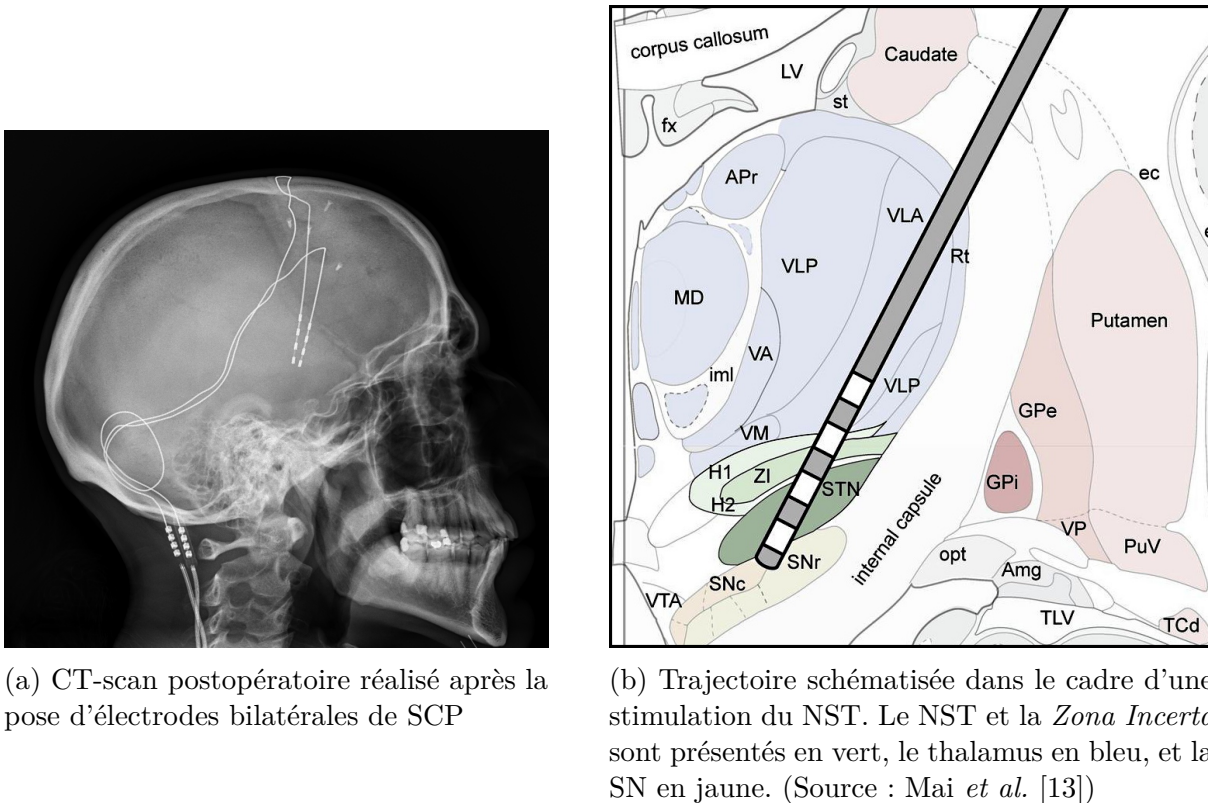 corpus callosum
Caudate
LV
st
fx
ec
APr
VLA
Rt
VLP
MD
Putamen
VA
iml
VLP
GPe
VM
H1
ZI
STN
GPi
H2
internal capsule
VP
SNr
opt
PuV
SNc
Amg
VTA
TLV
TCd
(a) CT-scan postopératoire réalisé après la
pose d'électrodes bilatérales de SCP
(b) Trajectoire schématisée dans le cadre d'une
stimulation du NST. Le NST et la Zona Incerta
sont présentés en vert, le thalamus en bleu, et la
SN en jaune. (Source : Mai et al. [13])